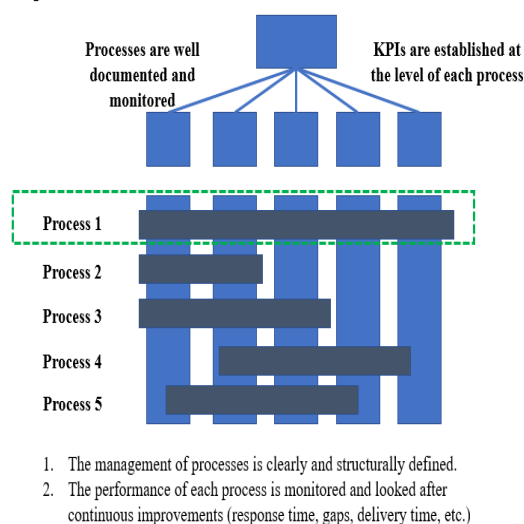 Processes are well
documented and
monitored
KPIs are established at
the level of each process
Process 1
Process 2
Process 3
Process 4
Process 5
1. The management of processes is clearly and structurally defined.
2. The performance of each process is monitored and looked after
continuous improvements (response time, gaps, delivery time, etc.)